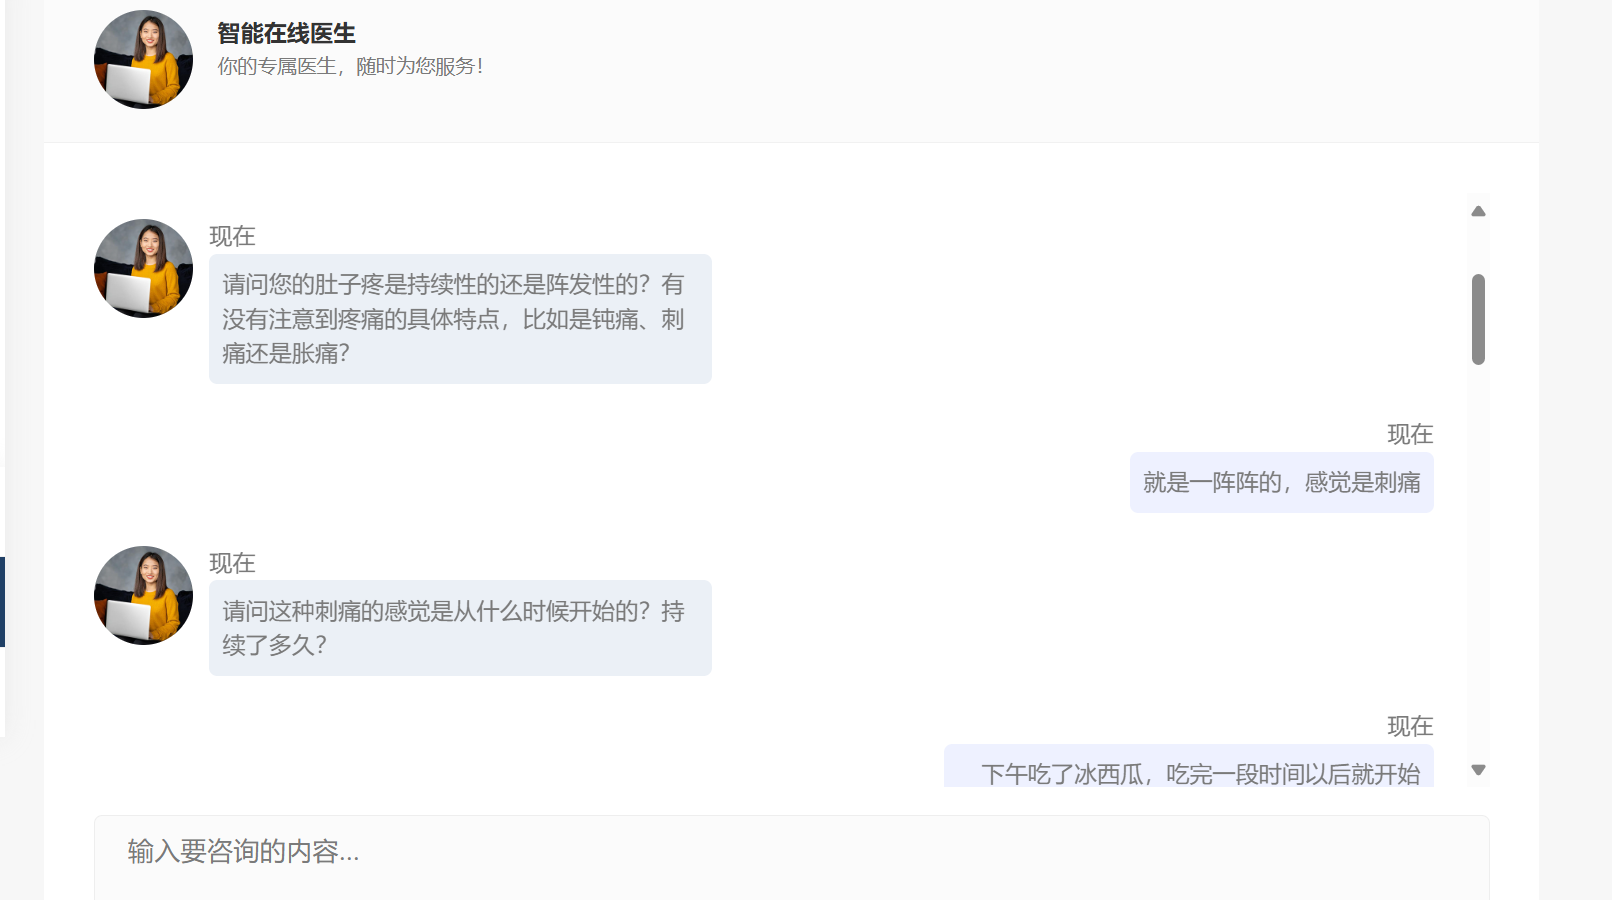 智能在线医生
你的专属医生，随时为您服务！
现在
请问您的肚子疼是持续性的还是阵发性的？有
没有注意到疼痛的具体特点，比如是钝痛、刺
痛还是胀痛？
现在
就是一阵阵的，感觉是刺痛
现在
请问这种刺痛的感觉是从什么时候开始的？持
续了多久？
现在
下午吃了冰西瓜，吃完一段时间以后就开始
输入要咨询的内容...